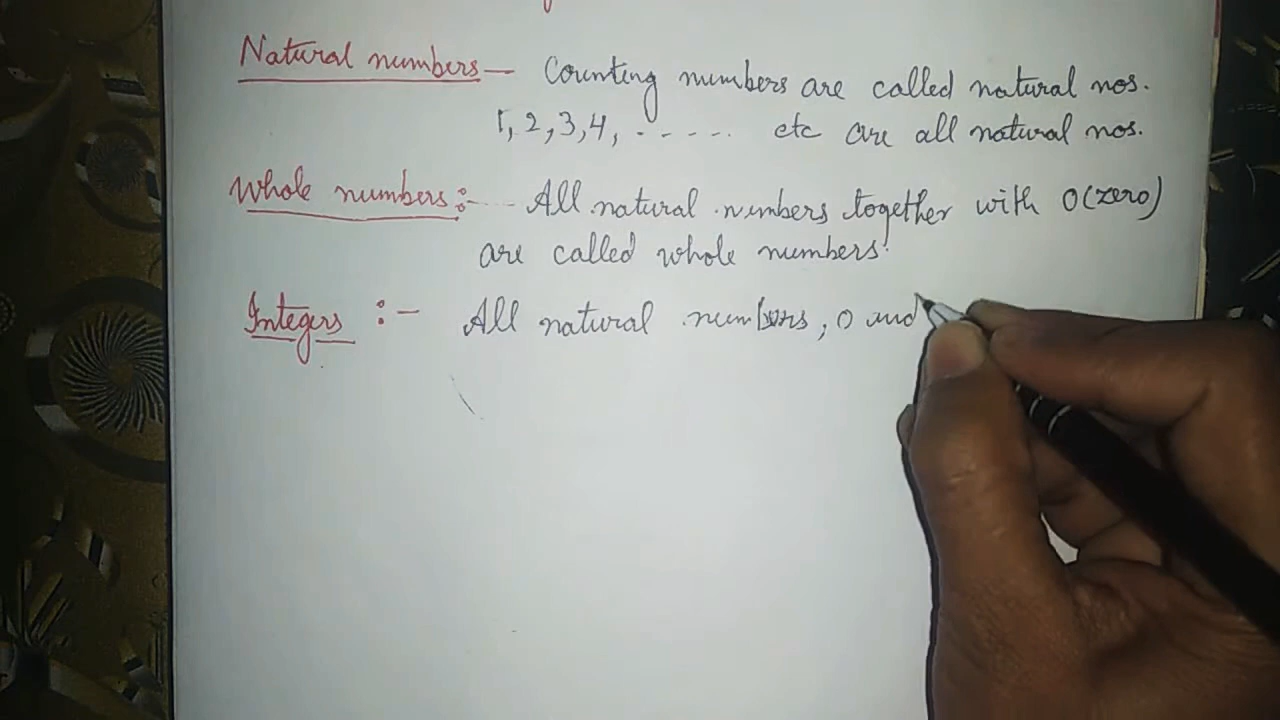 Natural numbers — Counting numbers are called natural nos.
1, 2, 3, 4, ..... etc are all natural nos.
Whole numbers :- All natural numbers together with 0 (zero)
are called whole numbers.
Integers :- All natural numbers, 0 and